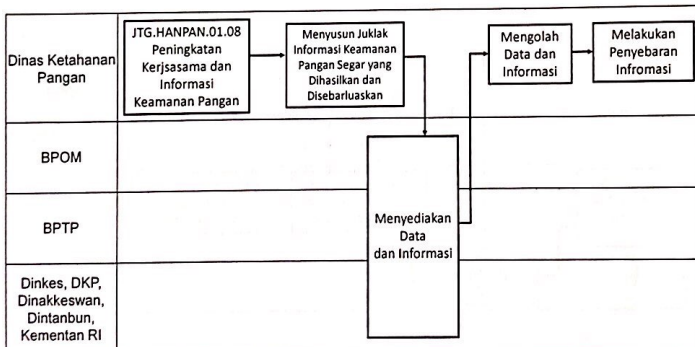 Dinas Ketahanan
Pangan
JTG.HANPAN.01.08
Peningkatan
Kerjsasama dan
Informasi
Keamanan Pangan
Menyusun Juklak
Informasi Keamanan
Pangan Segar yang
Dihasilkan dan
Disebarluaskan
Mengolah
Data dan
Informasi
Melakukan
Penyebaran
Infromasi
BPOM
BPTP
Menyediakan
Data
dan Informasi
Dinkes, DKP,
Dinakkeswan,
Dintanbun,
Kementan RI